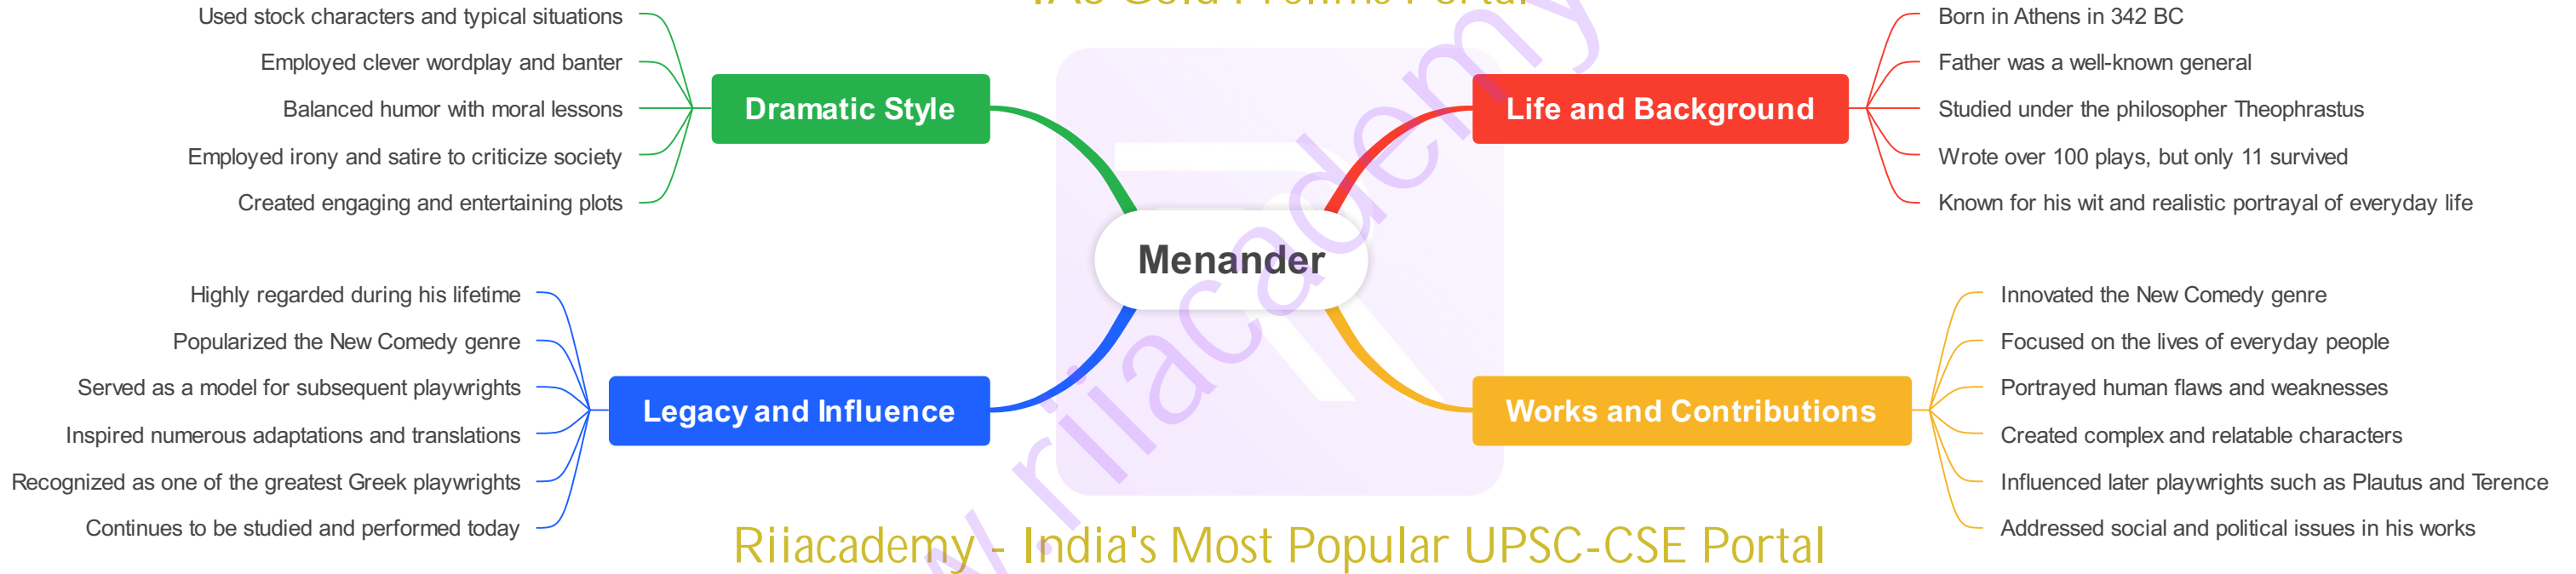 Gold Prelims Portal
Used stock characters and typical situations
Employed clever wordplay and banter
Balanced humor with moral lessons
Employed irony and satire to criticize society
Created engaging and entertaining plots
Dramatic Style
Life and Background
Born in Athens in 342 BC
Father was a well-known general
Studied under the philosopher Theophrastus
Wrote over 100 plays, but only 11 survived
Known for his wit and realistic portrayal of everyday life
Menander
Highly regarded during his lifetime
Popularized the New Comedy genre
Served as a model for subsequent playwrights
Inspired numerous adaptations and translations
Recognized as one of the greatest Greek playwrights
Continues to be studied and performed today
Legacy and Influence
Works and Contributions
Innovated the New Comedy genre
Focused on the lives of everyday people
Portrayed human flaws and weaknesses
Created complex and relatable characters
Influenced later playwrights such as Plautus and Terence
Addressed social and political issues in his works
Riiacademy - India's Most Popular UPSC-CSE Portal
.riiacademy